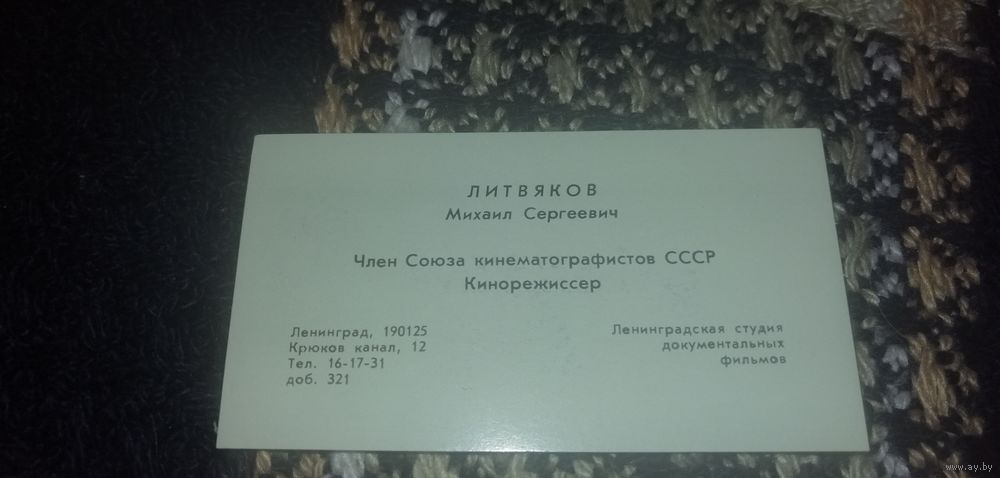 ЛИТВЯКОВ
Михаил Сергеевич
Член Союза кинематографистов СССР
Кинорежиссер
Ленинград, 190125
Крюков канал, 12
Тел. 16-17-31
доб. 321
Ленинградская студия
документальных
фильмов
www.ay.by